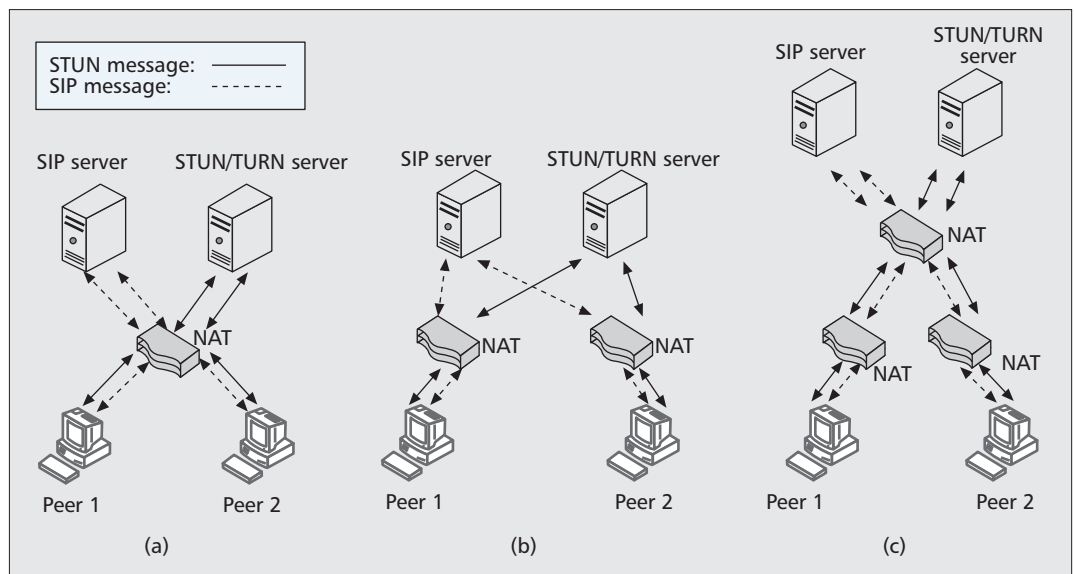 STUN message:
SIP message:
SIP server
STUN/TURN server
NAT
Peer 1
Peer 2
(a)
SIP server
STUN/TURN server
NAT
NAT
Peer 1
Peer 2
(b)
SIP server
STUN/TURN
server
NAT
NAT
NAT
Peer 1
Peer 2
(c)